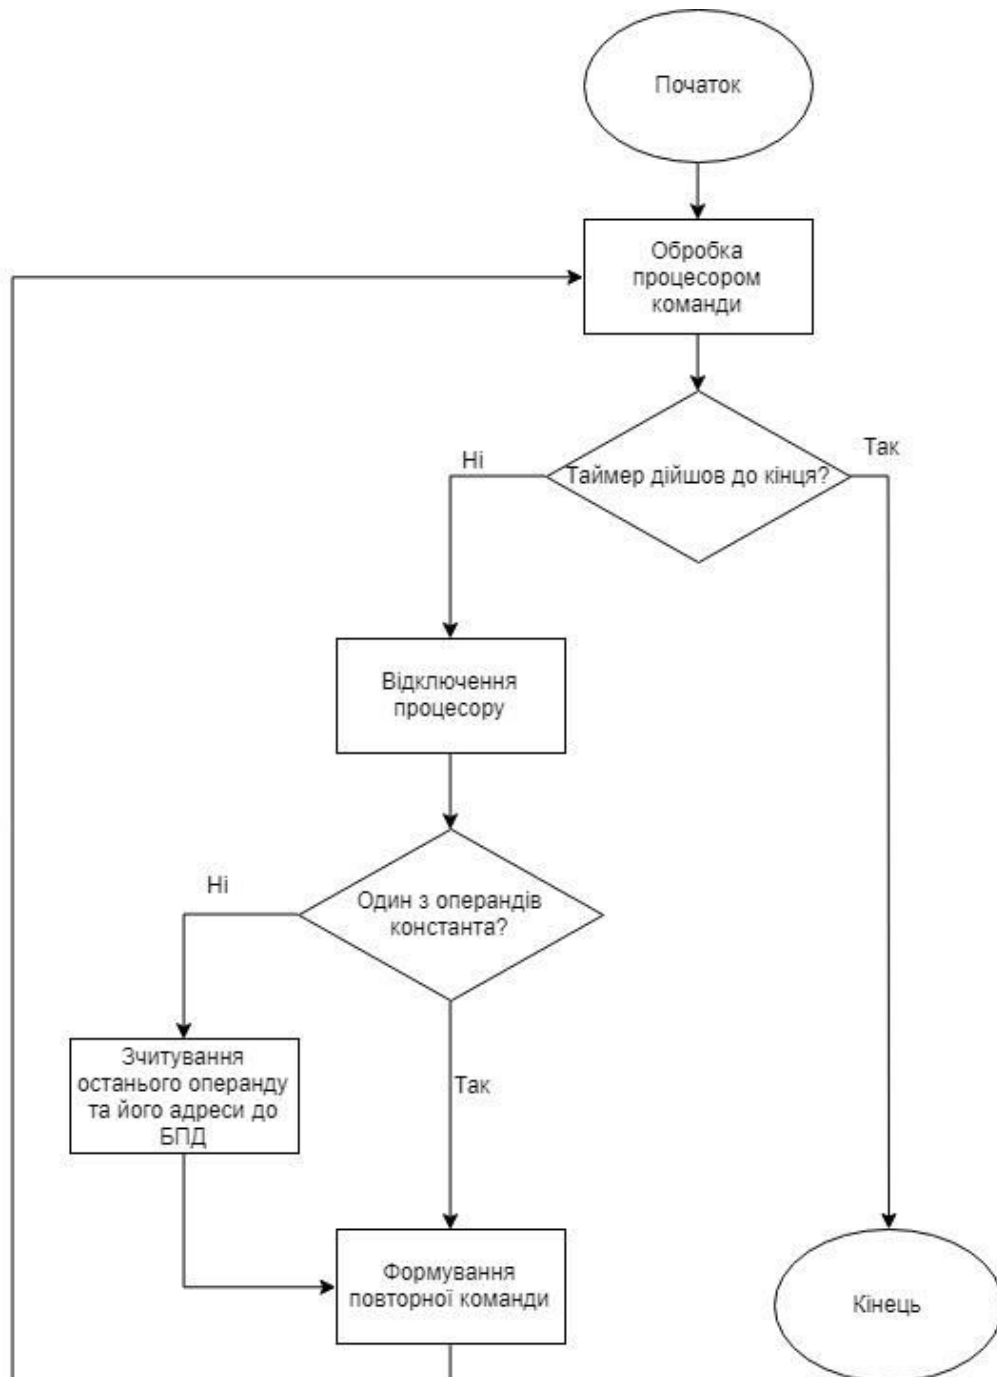 Початок
Обробка
процесором
команди
Так
Ні
Таймер дійшов до кінця?
Відключення
процесору
Ні
Один з операндів
константа?
Зчитування
останього операнду
та його адреси до
БПД
Так
Формування
повторної команди
Кінець